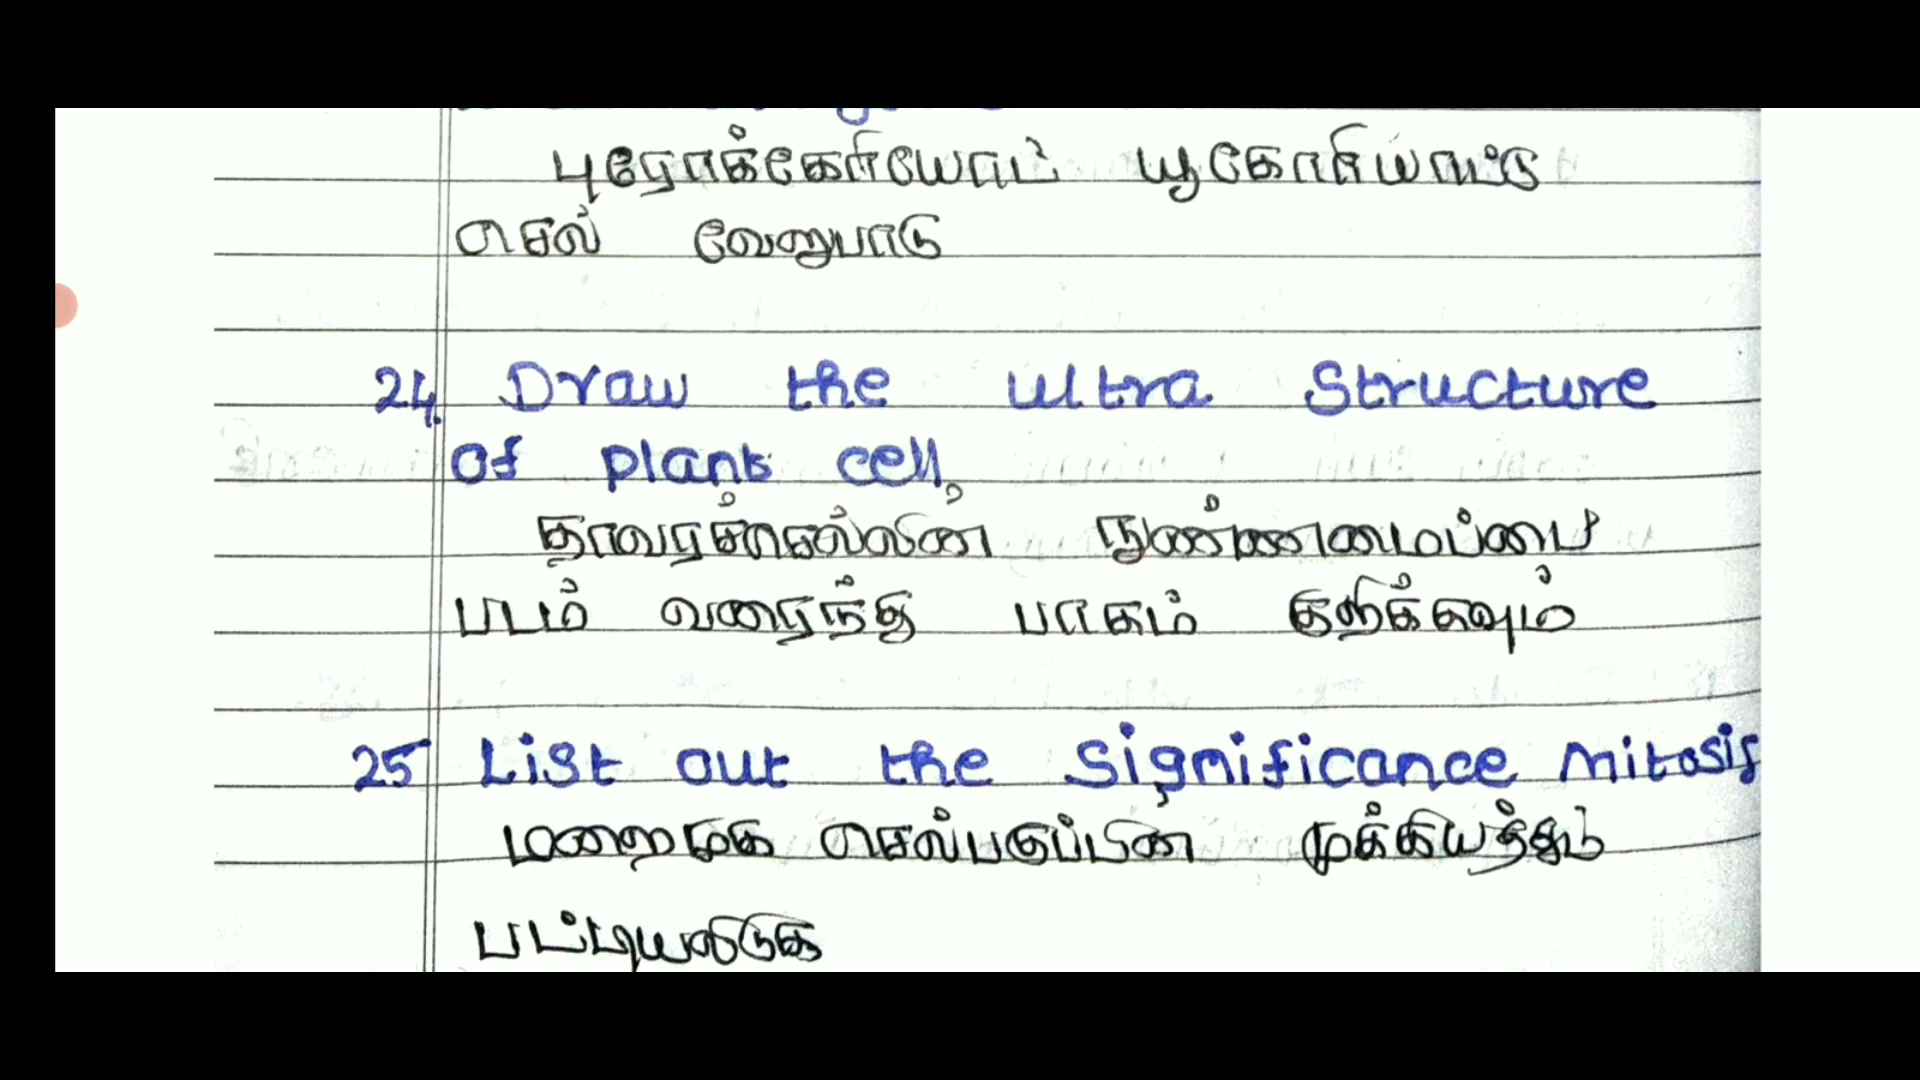 புரோக்கேரியோட் யூகேரியாட்டு
செல் வேறுபாடு
24. Draw the ultra Structure
Of plant cell,
தாவரச்செல்லின் நுண்ணமைப்பை
படம் வரைந்து பாகம் குறிக்கவும்
25 List out the significance Mitosis
மறைமுக செல்பகுப்பின் முக்கியத்தும்
பட்டியலிடுக